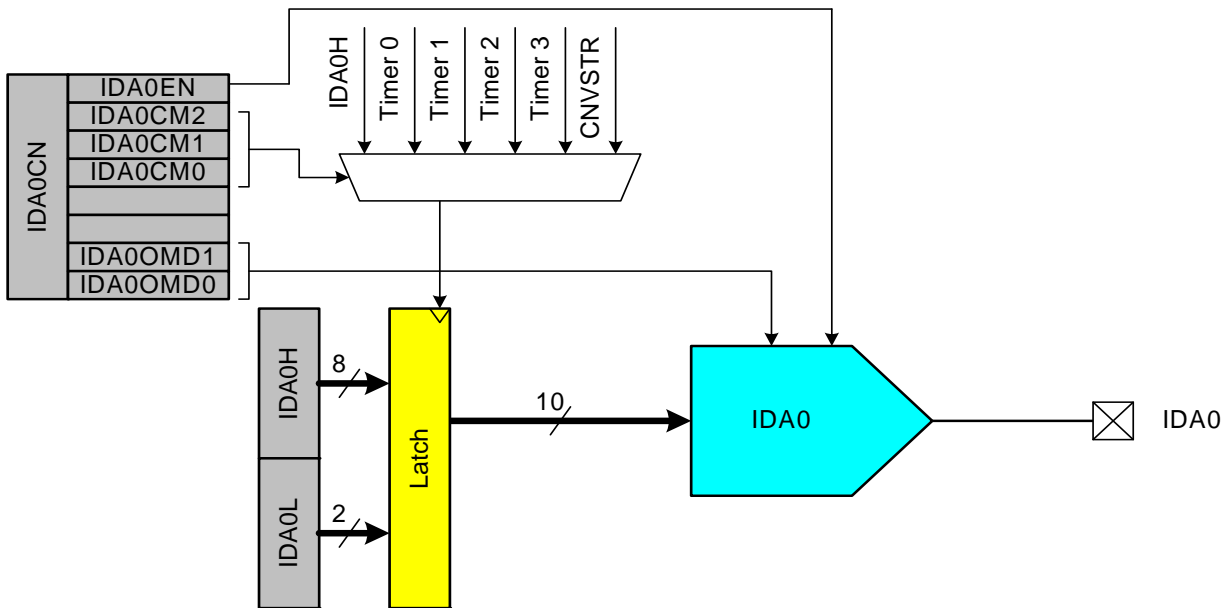 IDA0CN
IDA0EN
IDA0CM2
IDA0CM1
IDA0CM0
IDA0OMD1
IDA0OMD0
IDA0H
Timer 0
Timer 1
Timer 2
Timer 3
CNVSTR
IDA0H
IDA0L
8
2
Latch
10
IDA0
IDA0